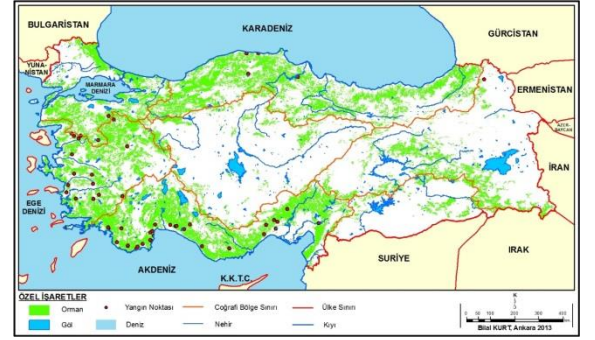 BULGARİSTAN
KARADENİZ
GÜRCİSTAN
YUNA-
NİSTAN
MARMARA
DENİZİ
ERMENİSTAN
AZER-
BAYCAN
İRAN
EGE
DENİZİ
AKDENİZ
K.K.T.C.
SURİYE
IRAK
ÖZEL İŞARETLER
Orman
Yangın Noktası
Coğrafi Bölge Sınırı
Ülke Sınırı
Göl
Deniz
Nehir
Kıyı
K
Bilal KURT, Ankara 2013